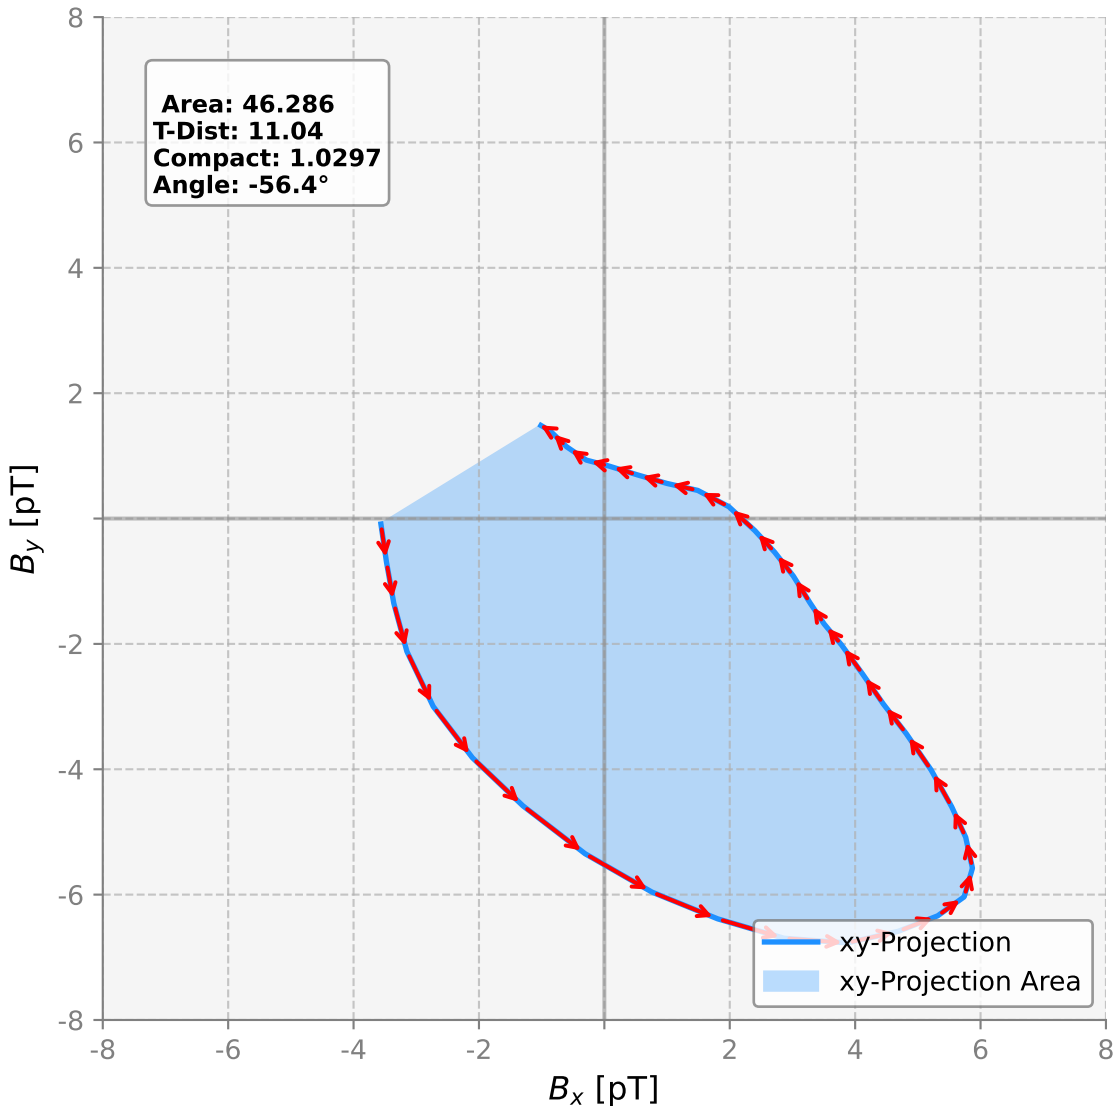 8
6
4
2
-2
-4
-6
-8
Area: 46.286
T-Dist: 11.04
Compact: 1.0297
Angle: -56.4°
B_y [pT]
xy-Projection
xy-Projection Area
-8 -6 -4 -2 2 4 6 8
B_x [pT]